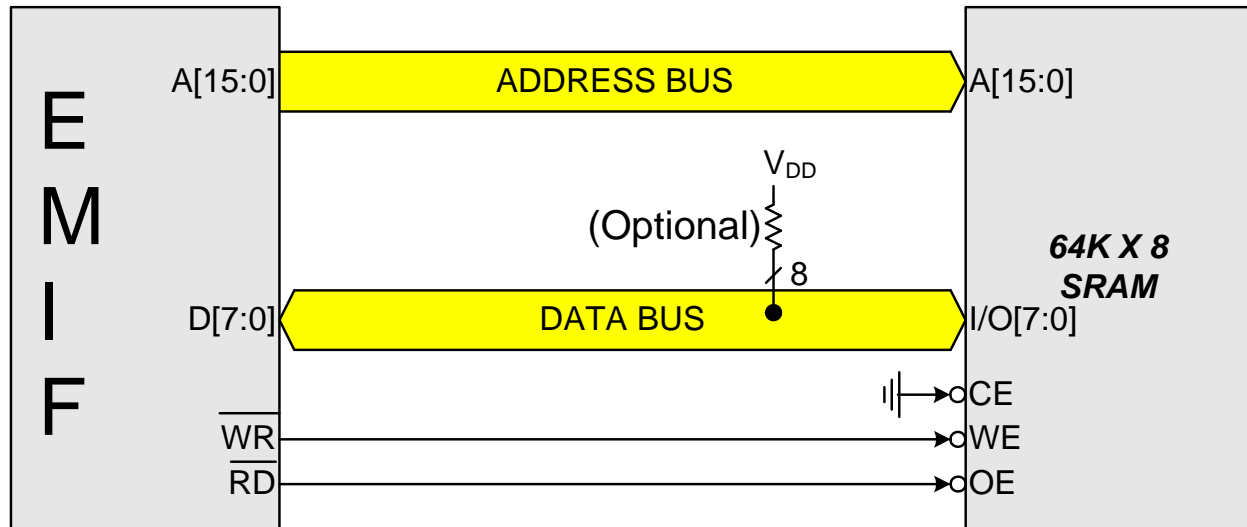 EMIF
A[15:0]
ADDRESS BUS
A[15:0]
VDD
(Optional)
8
64K X 8
SRAM
D[7:0]
DATA BUS
I/O[7:0]
CE
WR
WE
RD
OE